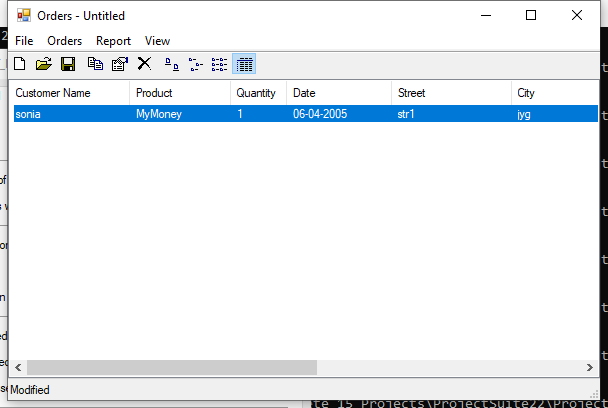 Orders - Untitled
File Orders Report View
Customer Name Product Quantity Date Street City
sonia MyMoney 1 06-04-2005 str1 jyg
Modified
te 15 Projects\ProjectSuite22\Project